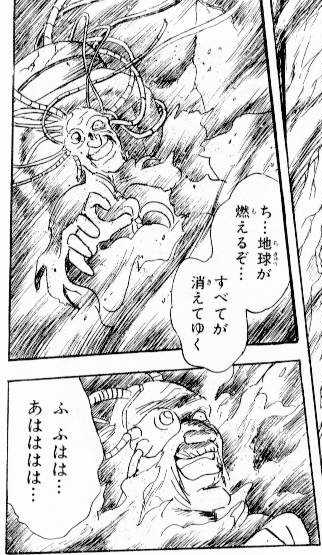 ち…地球が
燃えるぞ…
すべてが
消えてゆく
ふ ふはは…
あはははは…